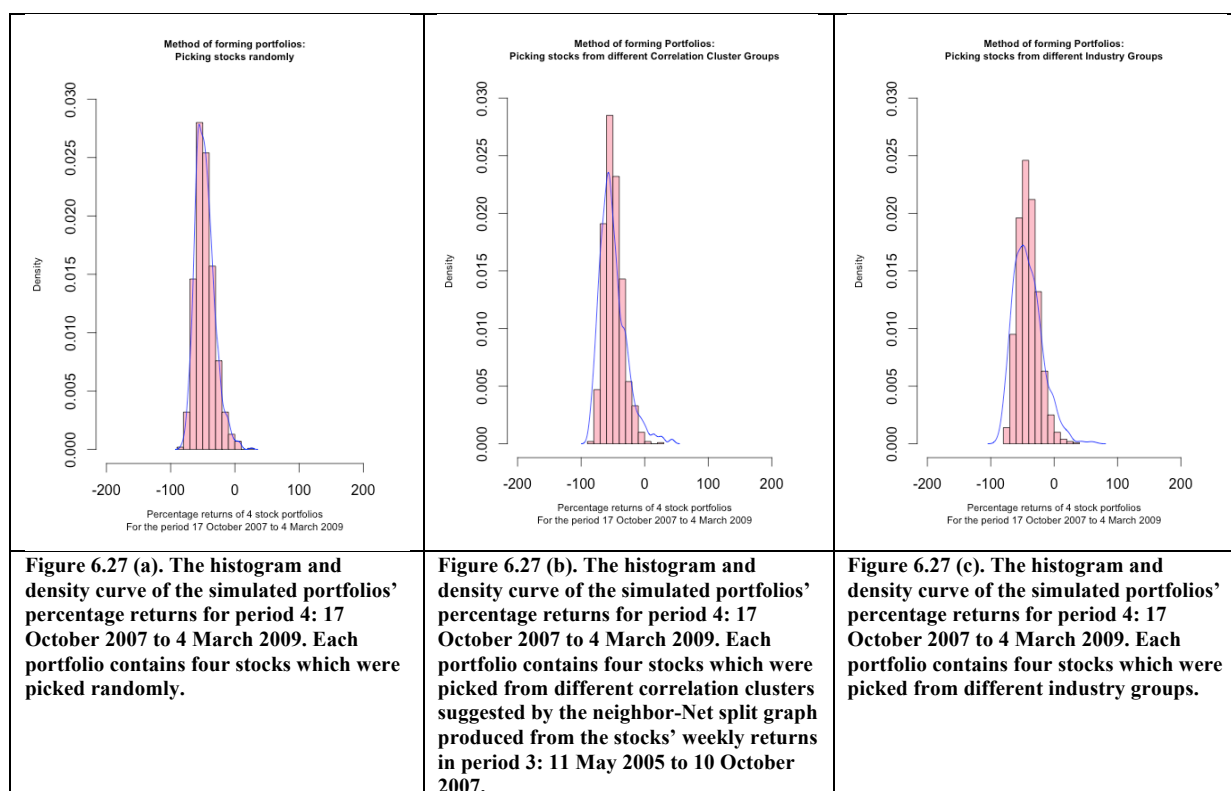 Method of forming portfolios:
Picking stocks randomly
0.030
0.025
0.020
0.015
0.010
0.005
0.000
Density
-200 -100 0 100 200
Percentage returns of 4 stock portfolios
For the period 17 October 2007 to 4 March 2009
Method of forming Portfolios:
Picking stocks from different Correlation Cluster Groups
0.030
0.025
0.020
0.015
0.010
0.005
0.000
Density
-200 -100 0 100 200
Percentage returns of 4 stock portfolios
For the period 17 October 2007 to 4 March 2009
Method of forming Portfolios:
Picking stocks from different Industry Groups
0.030
0.025
0.020
0.015
0.010
0.005
0.000
Density
-200 -100 0 100 200
Percentage returns of 4 stock portfolios
For the period 17 October 2007 to 4 March 2009
Figure 6.27 (a). The histogram and
density curve of the simulated portfolios’
percentage returns for period 4: 17
October 2007 to 4 March 2009. Each
portfolio contains four stocks which were
picked randomly.
Figure 6.27 (b). The histogram and
density curve of the simulated portfolios’
percentage returns for period 4: 17
October 2007 to 4 March 2009. Each
portfolio contains four stocks which were
picked from different correlation clusters
suggested by the neighbor-Net split graph
produced from the stocks’ weekly returns
in period 3: 11 May 2005 to 10 October
2007.
Figure 6.27 (c). The histogram and
density curve of the simulated portfolios’
percentage returns for period 4: 17
October 2007 to 4 March 2009. Each
portfolio contains four stocks which were
picked from different industry groups.